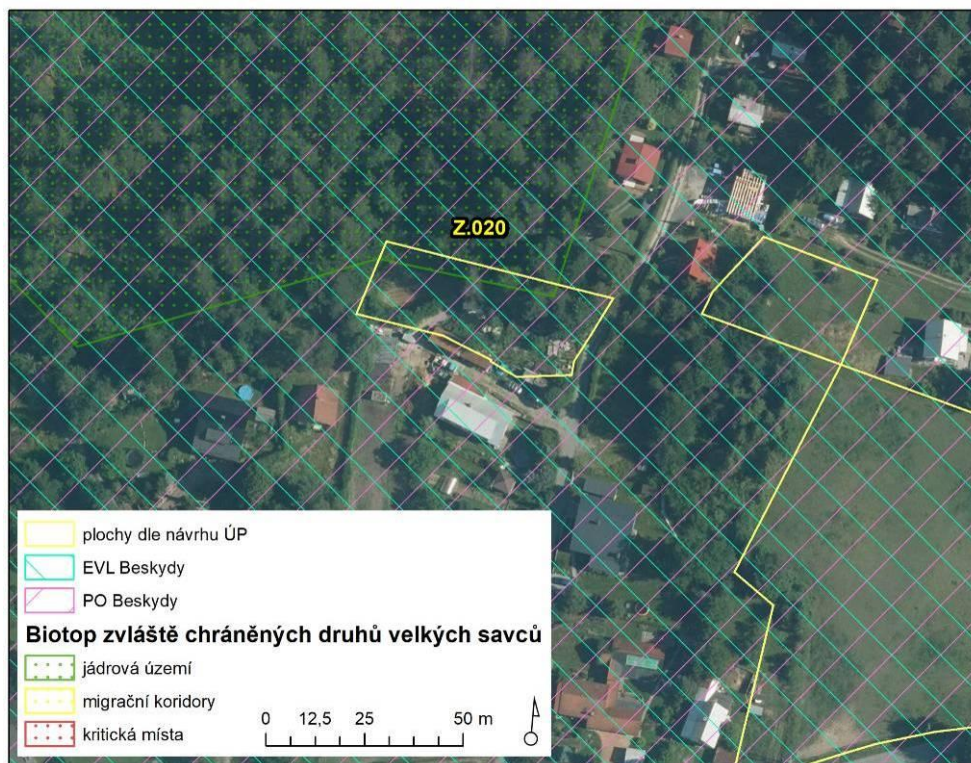 Z.020
plochy dle návrhu ÚP
EVL Beskydy
PO Beskydy
Biotop zvláště chráněných druhů velkých savců
jádrová území
migrační koridory
kritická místa
0 12,5 25 50 m